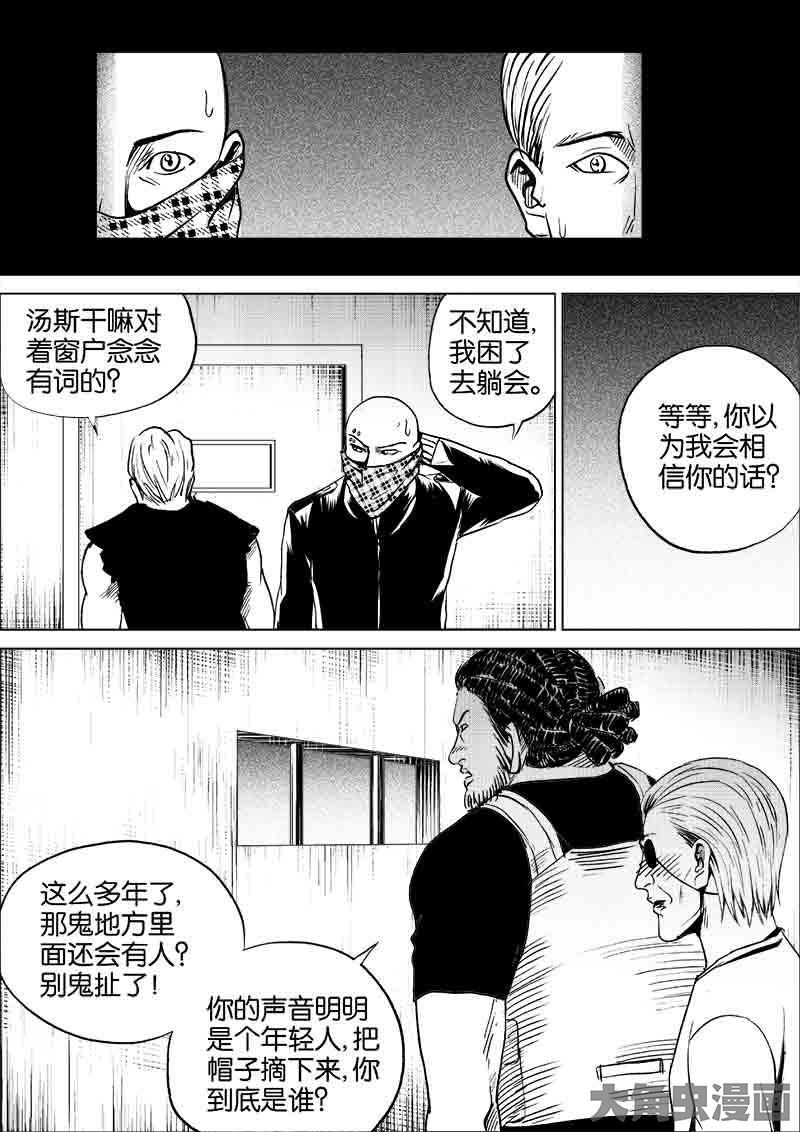 汤斯干嘛对
着窗户念念
有词的?
不知道,
我困了
去躺会。
等等,你以
为我会相
信你的话?
这么多年了,
那鬼地方里
面还会有人?
别鬼扯了!
你的声音明明
是个年轻人,把
帽子摘下来,你
到底是谁?
大角虫漫画